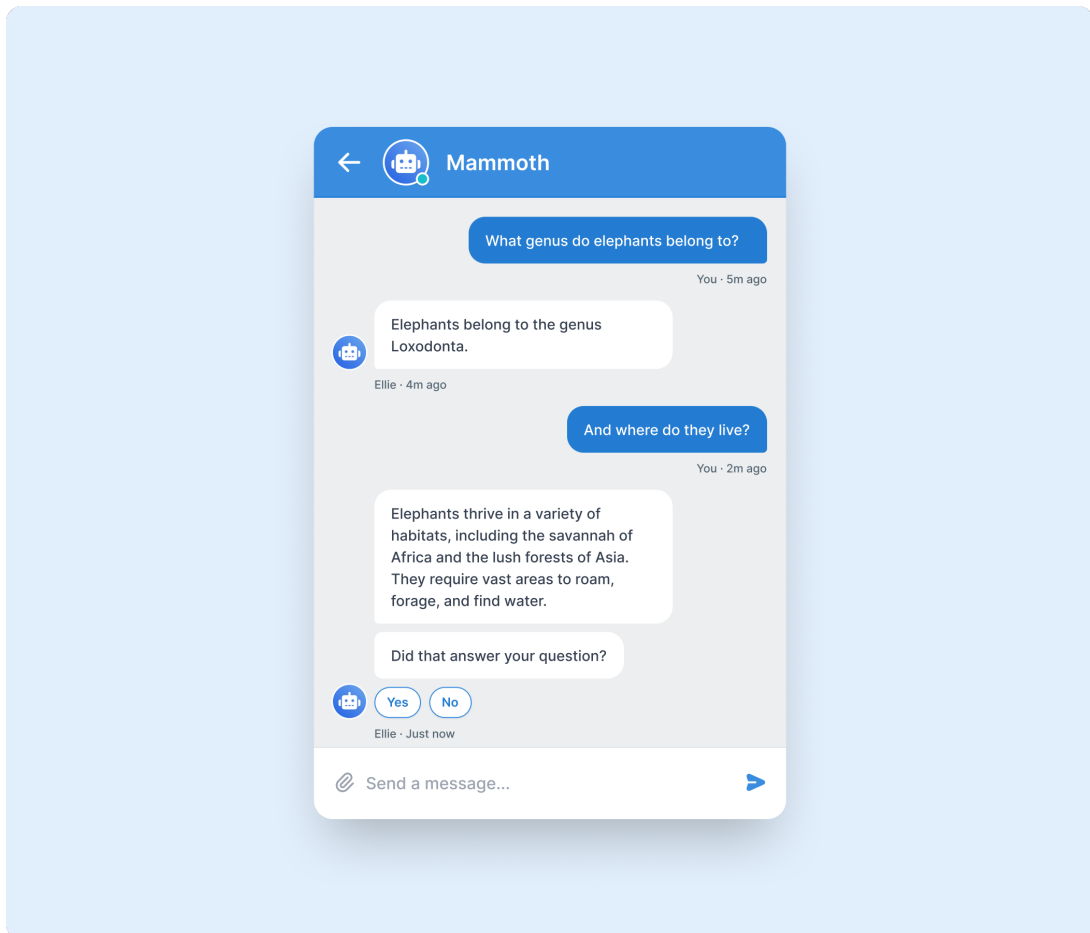 Mammoth
What genus do elephants belong to?
You · 5m ago
Elephants belong to the genus
Loxodonta.
Ellie · 4m ago
And where do they live?
You · 2m ago
Elephants thrive in a variety of
habitats, including the savannah of
Africa and the lush forests of Asia.
They require vast areas to roam,
forage, and find water.
Did that answer your question?
Yes No
Ellie · Just now
Send a message...